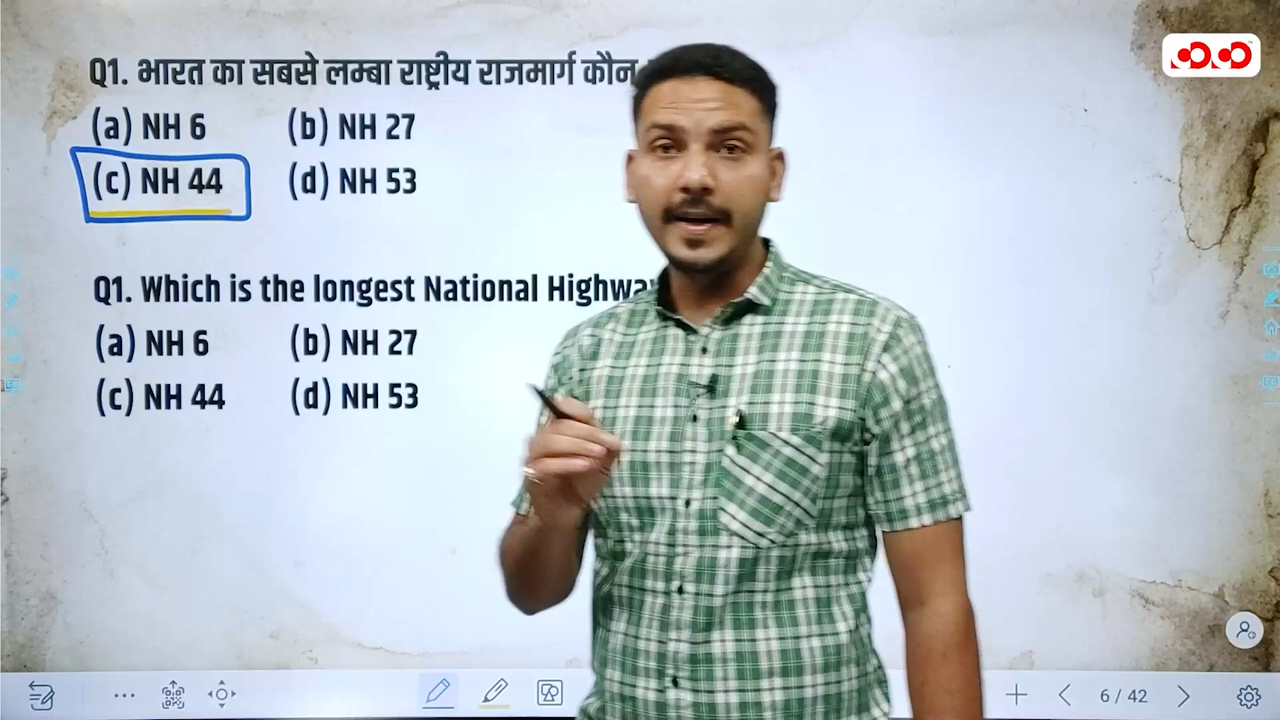 Q1. भारत का सबसे लम्बा राष्ट्रीय राजमार्ग कौन
(a) NH 6 (b) NH 27
(c) NH 44 (d) NH 53
Q1. Which is the longest National Highway
(a) NH 6 (b) NH 27
(c) NH 44 (d) NH 53
6 / 42